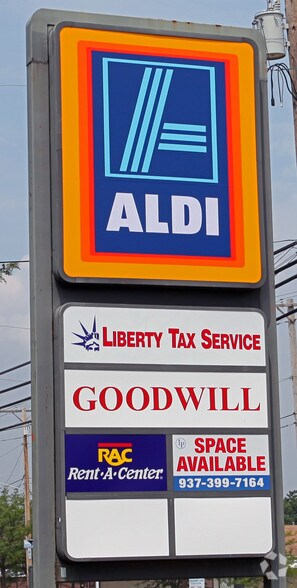 ALDI
LIBERTY TAX SERVICE
GOODWILL
RAC
Rent-A-Center.
SPACE
AVAILABLE
937-399-7164